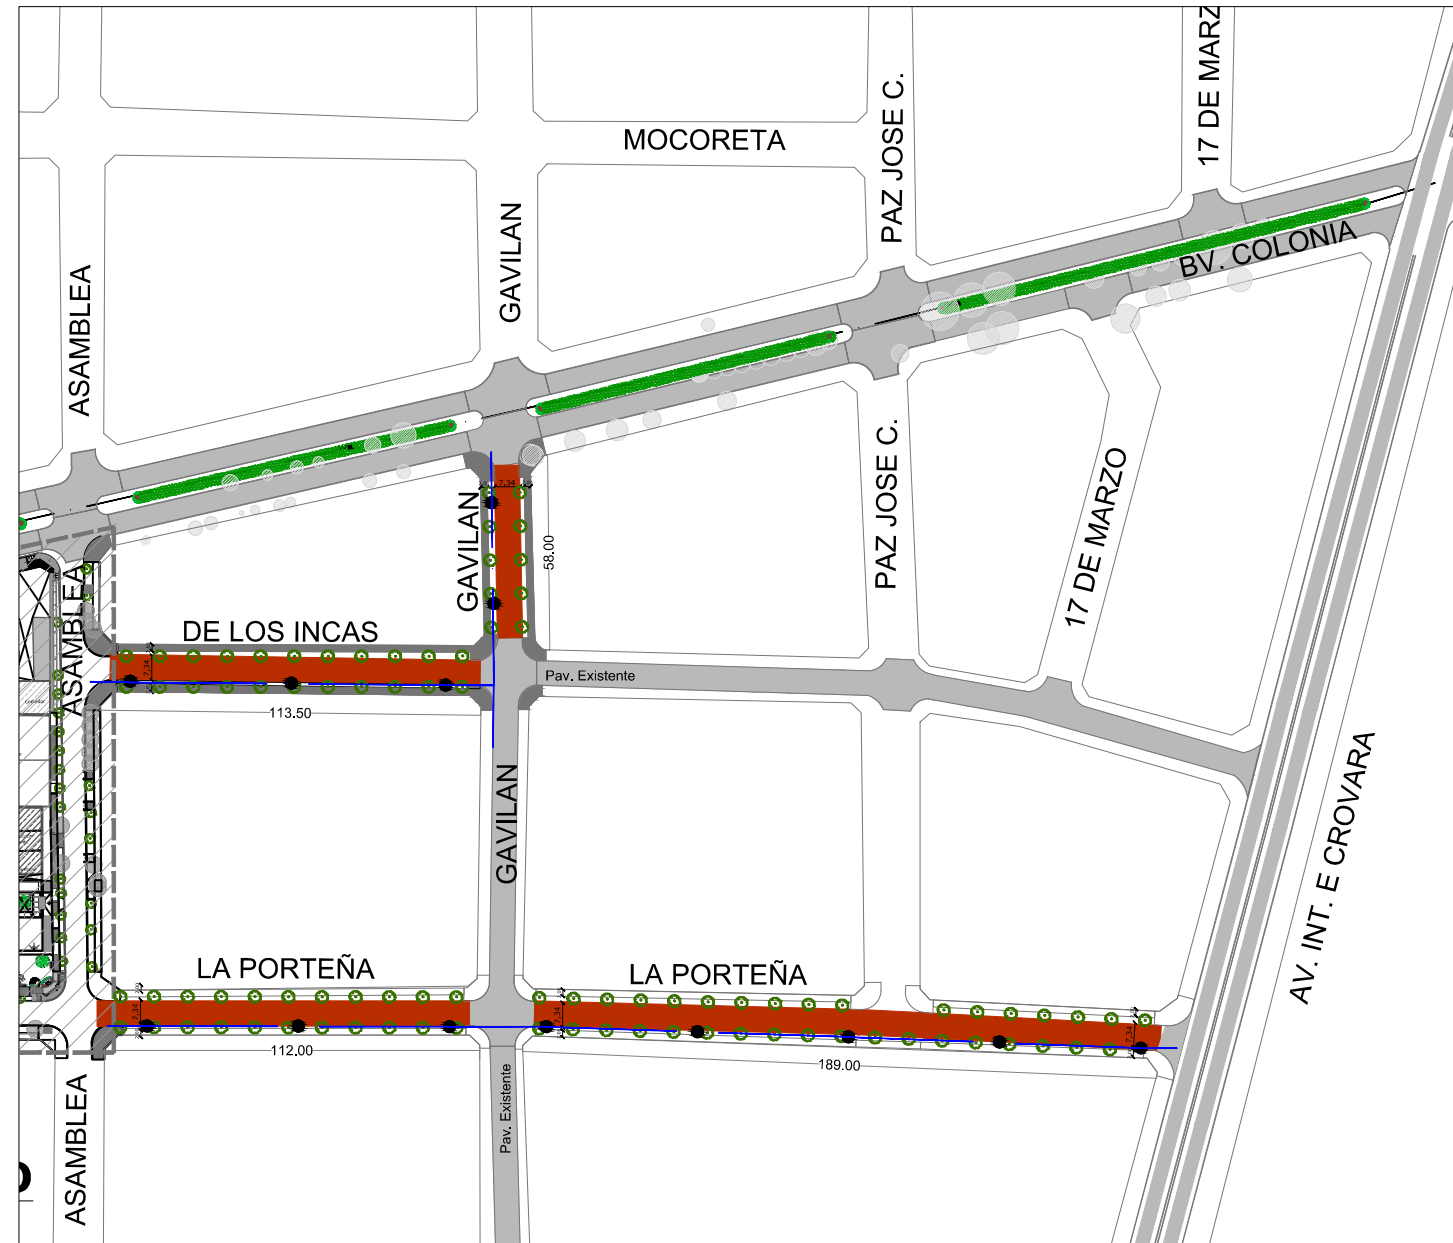 17 DE MARZ
PAZ JOSE C.
MOCORETA
GAVILAN
BV. COLONIA
ASAMBLEA
PAZ JOSE C.
17 DE MARZO
GAVILAN
7,34
58.00
ASAMBLEA
DE LOS INCAS
7,34
Pav. Existente
113.50
GAVILAN
AV. INT. E CROVARA
LA PORTEÑA
LA PORTEÑA
7,34
7,34
7,34
112.00
189.00
Pav. Existente
ASAMBLEA